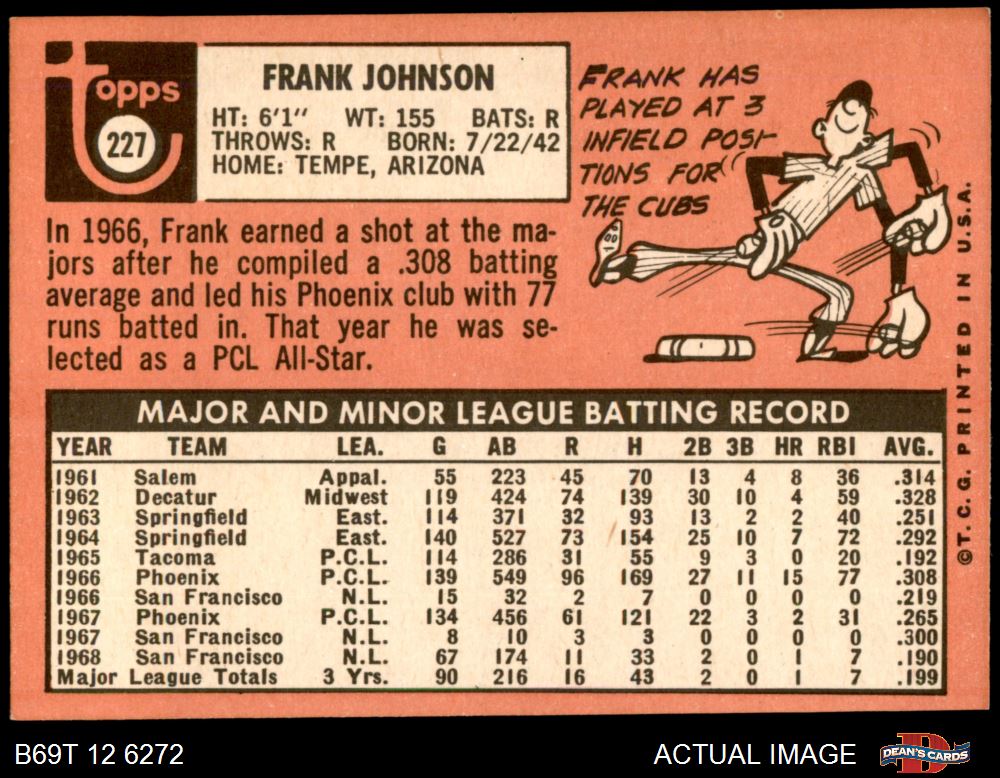 topps
227
FRANK JOHNSON
HT: 6'1" WT: 155 BATS: R
THROWS: R BORN: 7/22/42
HOME: TEMPE, ARIZONA
FRANK HAS
PLAYED AT 3
INFIELD POSI-
TIONS FOR
THE CUBS
In 1966, Frank earned a shot at the ma-
jors after he compiled a .308 batting
average and led his Phoenix club with 77
runs batted in. That year he was se-
lected as a PCL All-Star.
MAJOR AND MINOR LEAGUE BATTING RECORD
YEAR TEAM LEA. G AB R H 2B 3B HR RBI AVG.
1961 Salem Appal. 55 223 45 70 13 4 8 36 .314
1962 Decatur Midwest 119 424 74 139 30 10 4 59 .328
1963 Springfield East. 114 371 32 93 13 2 2 40 .251
1964 Springfield East. 140 527 73 154 25 10 7 72 .292
1965 Tacoma P.C.L. 114 286 31 55 9 3 0 20 .192
1966 Phoenix P.C.L. 139 549 96 169 27 11 15 77 .308
1966 San Francisco N.L. 15 32 2 7 0 0 0 0 .219
1967 Phoenix P.C.L. 134 456 61 121 22 3 2 31 .265
1967 San Francisco N.L. 8 10 3 3 0 0 0 0 .300
1968 San Francisco N.L. 67 174 11 33 2 0 1 7 .190
Major League Totals 3 Yrs. 90 216 16 43 2 0 1 7 .199
©T.C.G. PRINTED IN U.S.A.
B69T 12 6272
ACTUAL IMAGE
D
DEAN'S CARDS